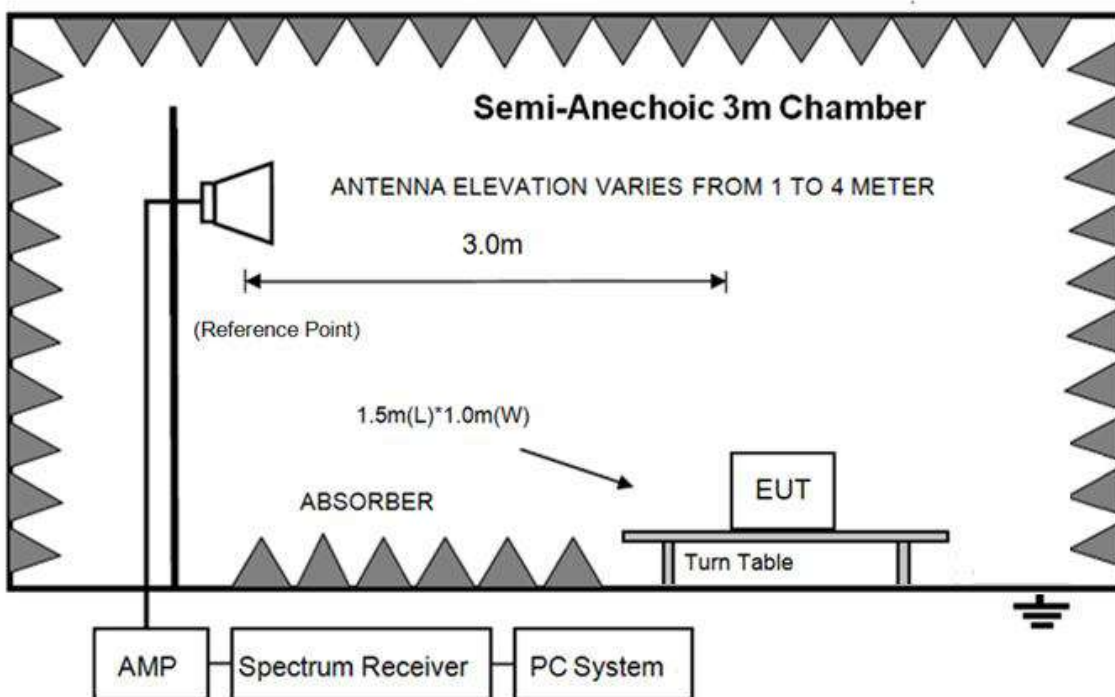 Semi-Anechoic 3m Chamber
ANTENNA ELEVATION VARIES FROM 1 TO 4 METER
3.0m
(Reference Point)
1.5m(L)*1.0m(W)
EUT
ABSORBER
Turn Table
AMP
Spectrum Receiver
PC System